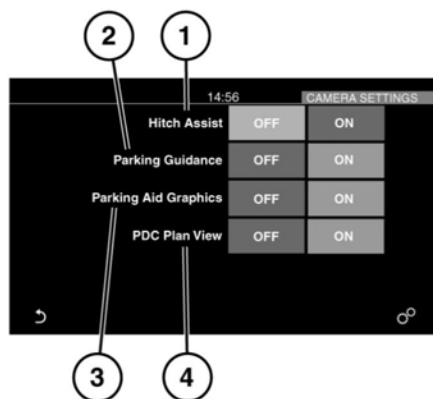 2 1
14:56 CAMERA SETTINGS
Hitch Assist OFF ON
Parking Guidance OFF ON
Parking Aid Graphics OFF ON
PDC Plan View OFF ON
3 4